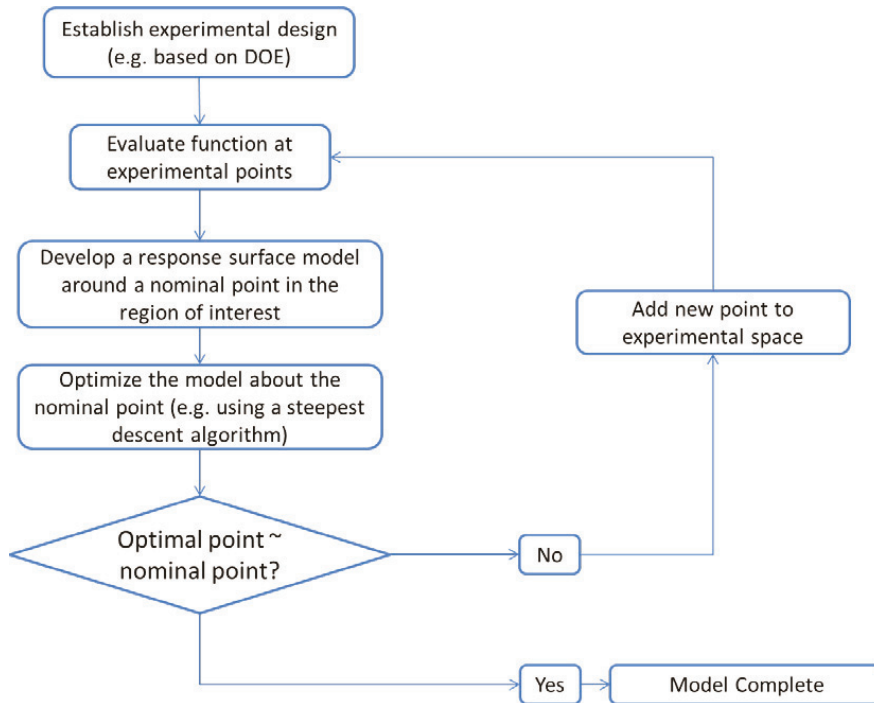 Establish experimental design
(e.g. based on DOE)
Evaluate function at
experimental points
Develop a response surface model
around a nominal point in the
region of interest
Add new point to
experimental space
Optimize the model about the
nominal point (e.g. using a steepest
descent algorithm)
Optimal point ~
nominal point?
No
Yes
Model Complete